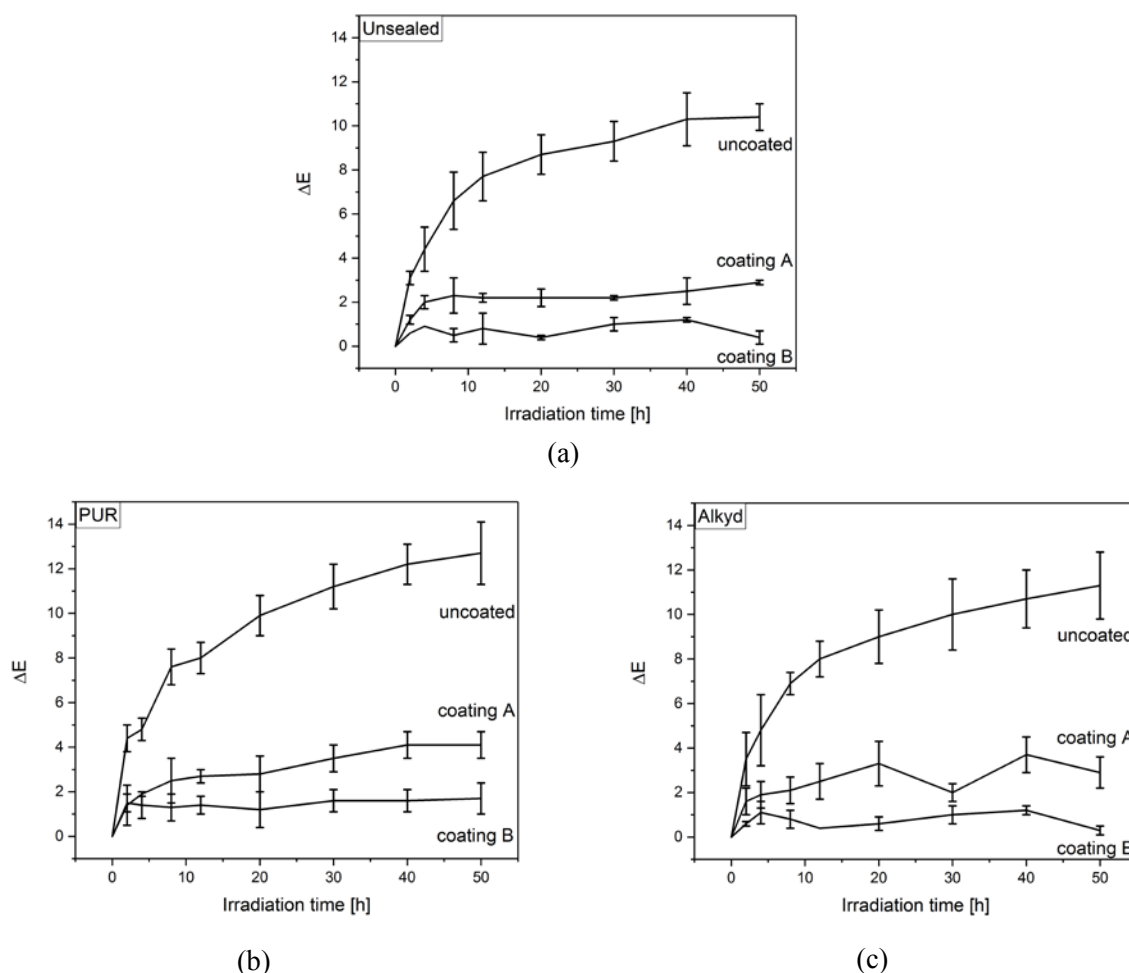 Unsealed
14
12
10
8
6
4
2
0
ΔE
uncoated
coating A
coating B
0 10 20 30 40 50
Irradiation time [h]
(a)
PUR
14
12
10
8
6
4
2
0
ΔE
uncoated
coating A
coating B
0 10 20 30 40 50
Irradiation time [h]
(b)
Alkyd
14
12
10
8
6
4
2
0
ΔE
uncoated
coating A
coating B
0 10 20 30 40 50
Irradiation time [h]
(c)